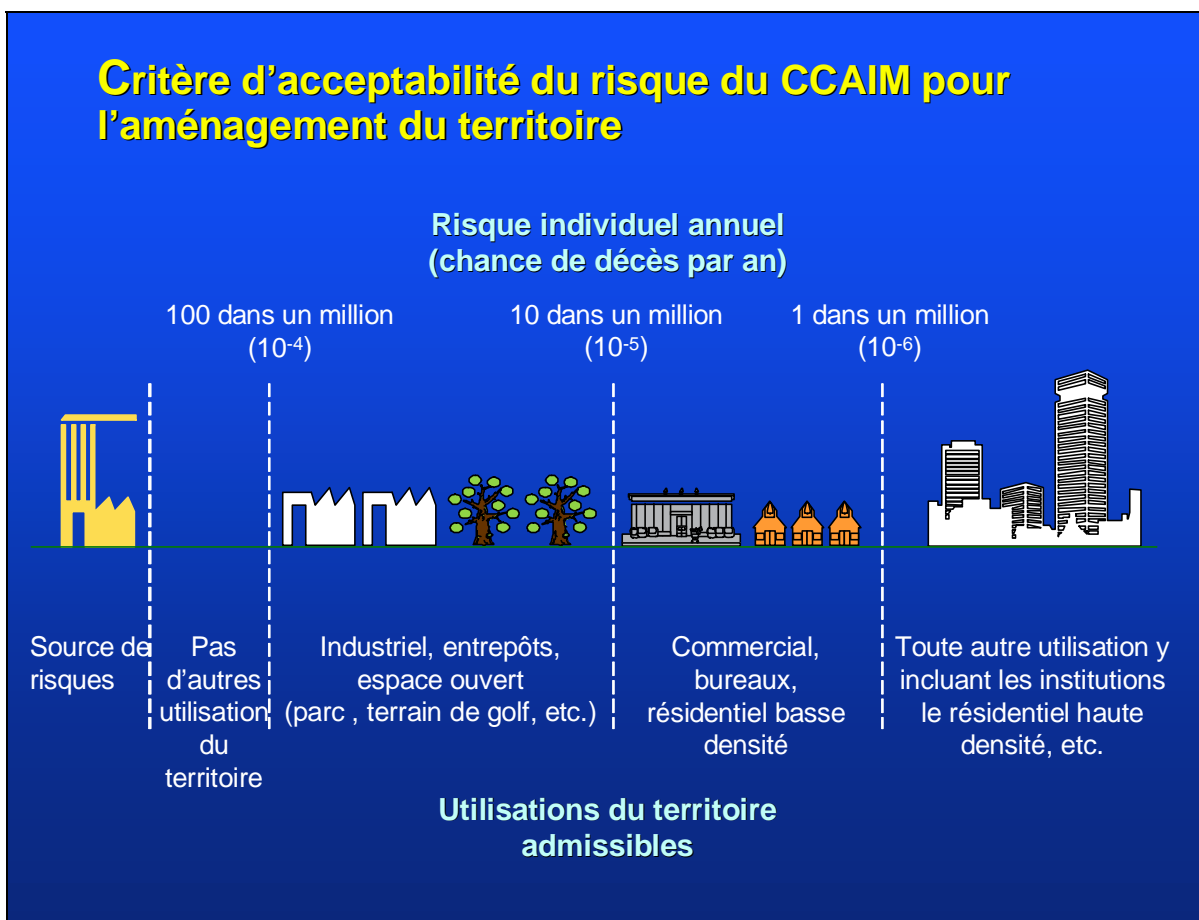 Critère d'acceptabilité du risque du CCAIM pour
l'aménagement du territoire
Risque individuel annuel
(chance de décès par an)
100 dans un million
(10-4)
10 dans un million
(10-5)
1 dans un million
(10-6)
Source de
risques
Pas
d'autres
utilisation
du
territoire
Industriel, entrepôts,
espace ouvert
(parc , terrain de golf, etc.)
Commercial,
bureaux,
résidentiel basse
densité
Toute autre utilisation y
incluant les institutions
le résidentiel haute
densité, etc.
Utilisations du territoire
admissibles